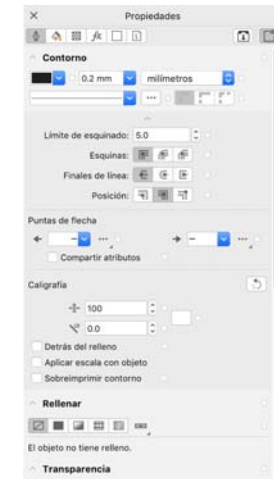 Propiedades
Contorno
0.2 mm milímetros
Límite de esquinado: 5.0
Esquinas:
Finales de línea:
Posición:
Puntas de flecha
Compartir atributos
Caligrafía
100
0.0
Detrás del relleno
Aplicar escala con objeto
Sobreimprimir contorno
Rellenar
El objeto no tiene relleno.
Transparencia